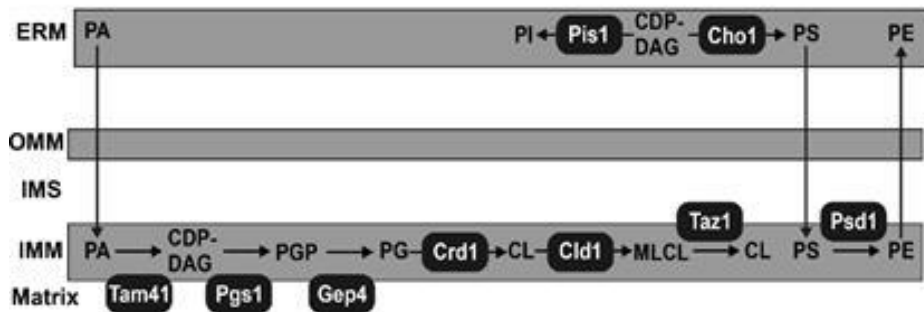 ERM PA PI Pis1 CDP-DAG Cho1 PS PE
OMM
IMS
Taz1 Psd1
IMM PA CDP-DAG PGP PG Crd1 CL Cld1 MLCL CL PS PE
Matrix Tam41 Pgs1 Gep4